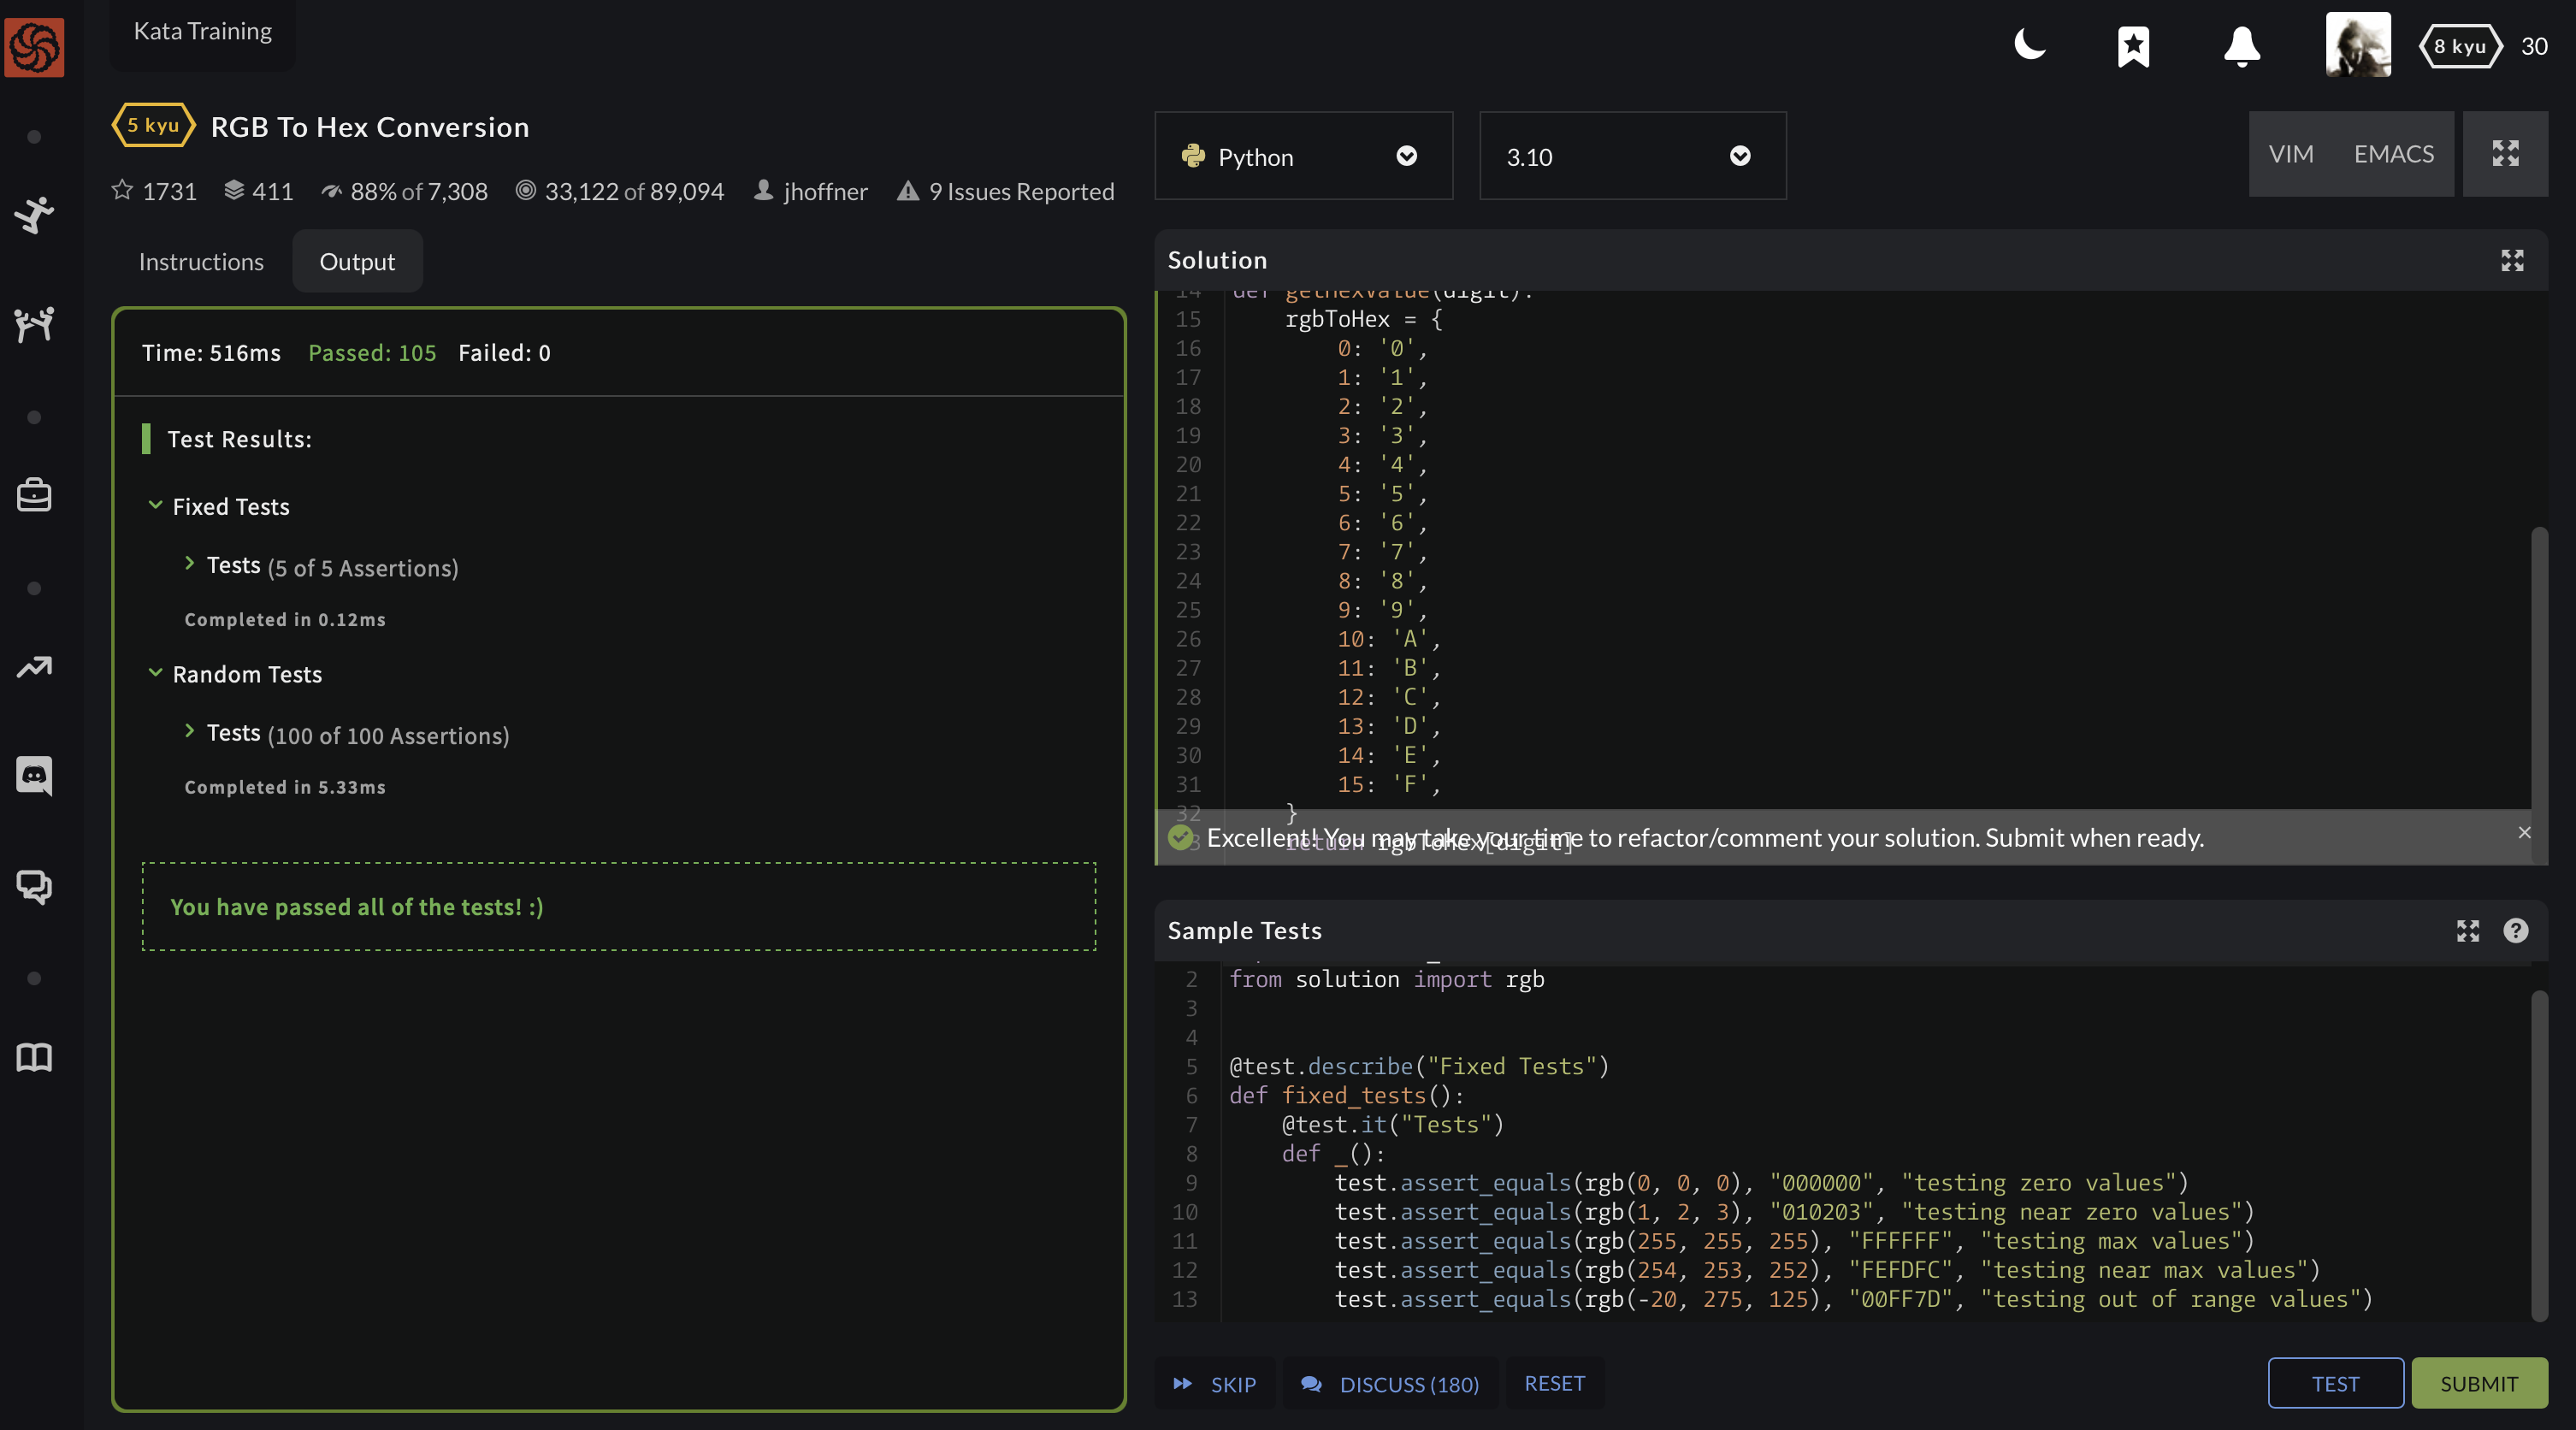 Kata Training
8 kyu 30
5 kyu RGB To Hex Conversion
1731 411 88% of 7,308 33,122 of 89,094 jhoffner 9 Issues Reported
Python 3.10 VIM EMACS
Instructions Output
Time: 516ms Passed: 105 Failed: 0
Test Results:
Fixed Tests
Tests (5 of 5 Assertions)
Completed in 0.12ms
Random Tests
Tests (100 of 100 Assertions)
Completed in 5.33ms
You have passed all of the tests! :)
Solution
14 def getHexValue(digit):
15 rgbToHex = {
16 0: '0',
17 1: '1',
18 2: '2',
19 3: '3',
20 4: '4',
21 5: '5',
22 6: '6',
23 7: '7',
24 8: '8',
25 9: '9',
26 10: 'A',
27 11: 'B',
28 12: 'C',
29 13: 'D',
30 14: 'E',
31 15: 'F',
32 }
return rgbToHex[digit]
Excellent! You may take your time to refactor/comment your solution. Submit when ready.
Sample Tests
2 from solution import rgb
3
4
5 @test.describe("Fixed Tests")
6 def fixed_tests():
7 @test.it("Tests")
8 def _():
9 test.assert_equals(rgb(0, 0, 0), "000000", "testing zero values")
10 test.assert_equals(rgb(1, 2, 3), "010203", "testing near zero values")
11 test.assert_equals(rgb(255, 255, 255), "FFFFFF", "testing max values")
12 test.assert_equals(rgb(254, 253, 252), "FEFDFC", "testing near max values")
13 test.assert_equals(rgb(-20, 275, 125), "00FF7D", "testing out of range values")
SKIP DISCUSS (180) RESET TEST SUBMIT